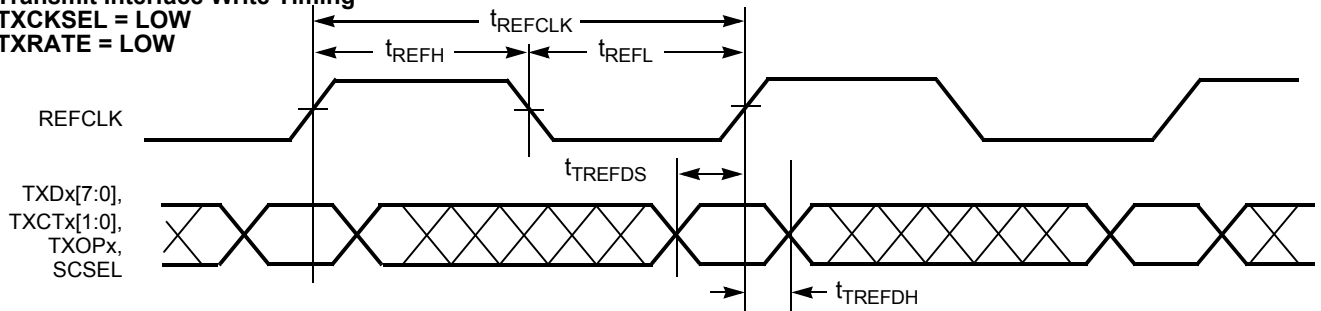 Transmit Interface Write Timing
TXCKSEL = LOW
TXRATE = LOW
tREFCLK
tREFH
tREFL
REFCLK
tTREFDS
TXDx[7:0],
TXCTx[1:0],
TXOPx,
SCSEL
tTREFDH